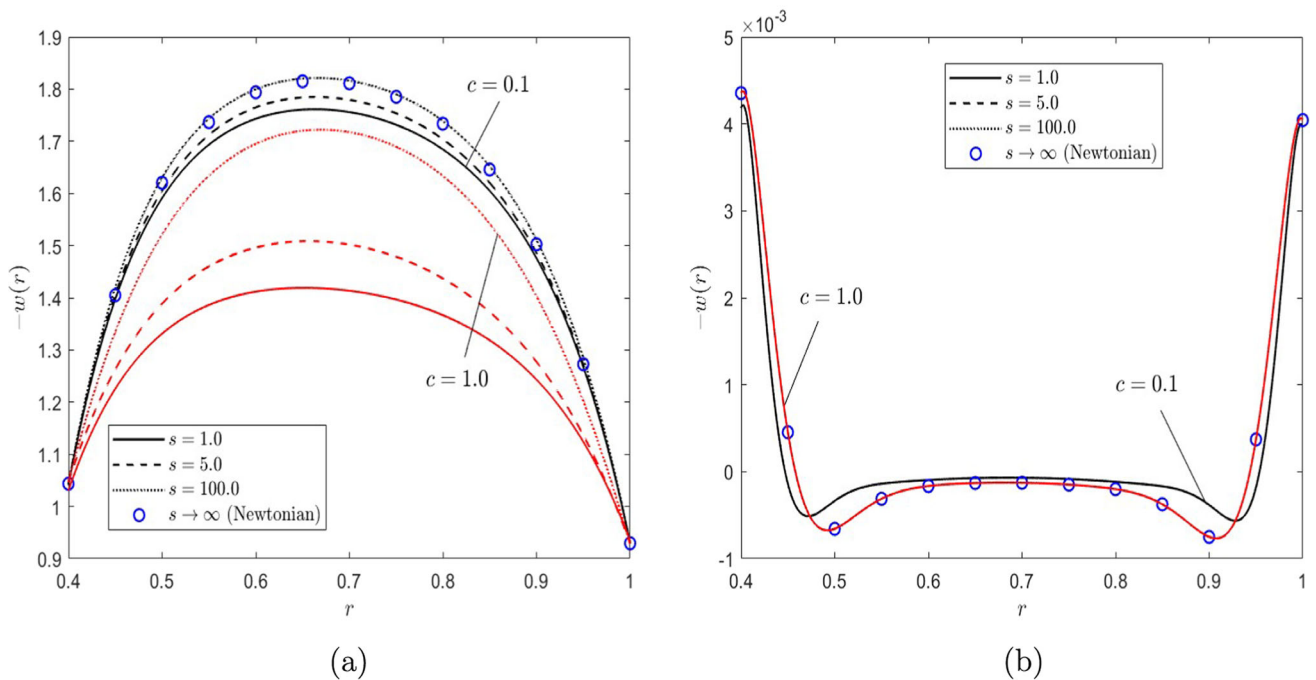 1.9
1.8
1.7
1.6
1.5
1.4
1.3
1.2
1.1
1
0.9
−w(r)
c = 0.1
c = 1.0
s = 1.0
s = 5.0
s = 100.0
s → ∞ (Newtonian)
0.4 0.5 0.6 0.7 0.8 0.9 1
r
(a)
×10⁻³
5
4
3
2
1
0
-1
−w(r)
s = 1.0
s = 5.0
s = 100.0
s → ∞ (Newtonian)
c = 1.0
c = 0.1
0.4 0.5 0.6 0.7 0.8 0.9 1
r
(b)